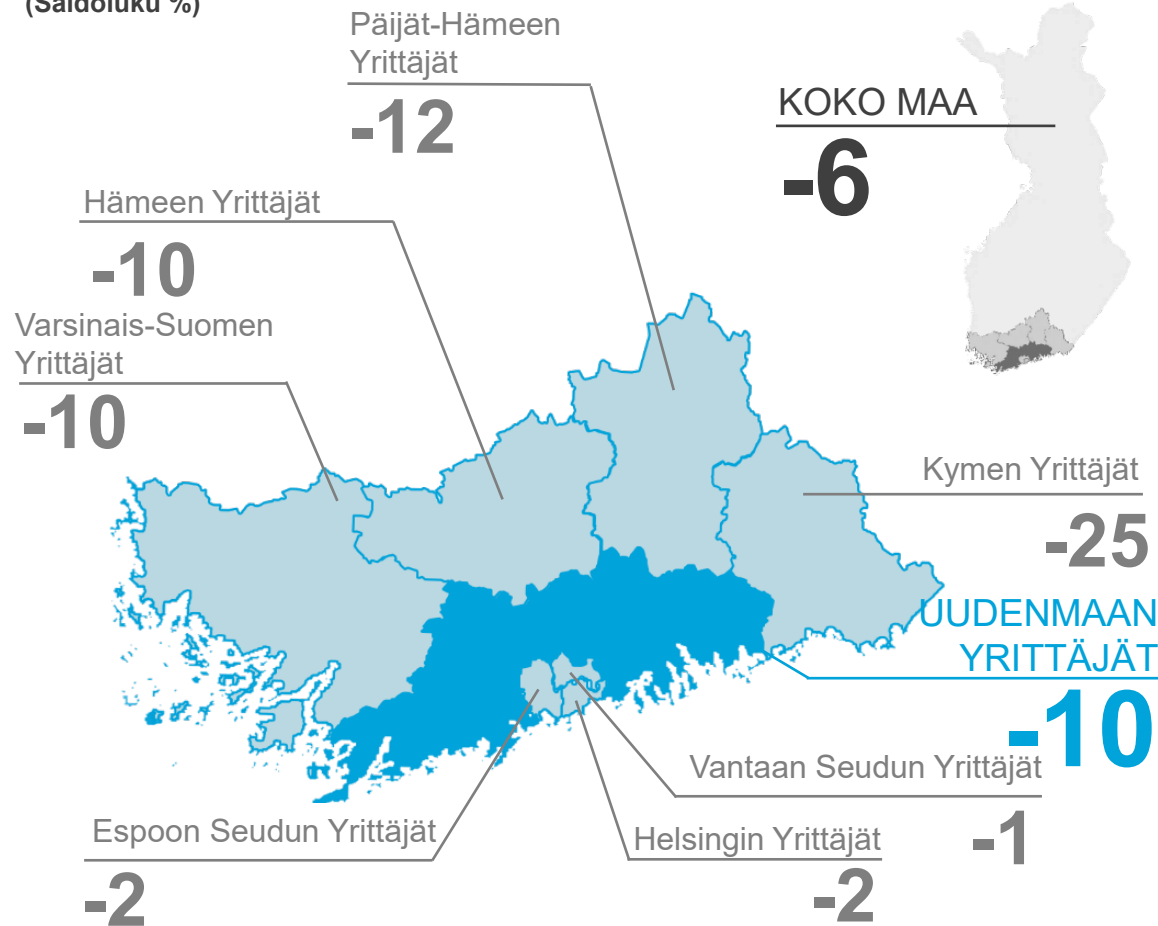 (Saldoluku %)
Päijät-Hämeen
Yrittäjät
-12
KOKO MAA
-6
Hämeen Yrittäjät
-10
Varsinais-Suomen
Yrittäjät
-10
Kymen Yrittäjät
-25
UUDENMAAN
YRITTÄJÄT
-10
Vantaan Seudun Yrittäjät
-1
Espoon Seudun Yrittäjät
-2
Helsingin Yrittäjät
-2